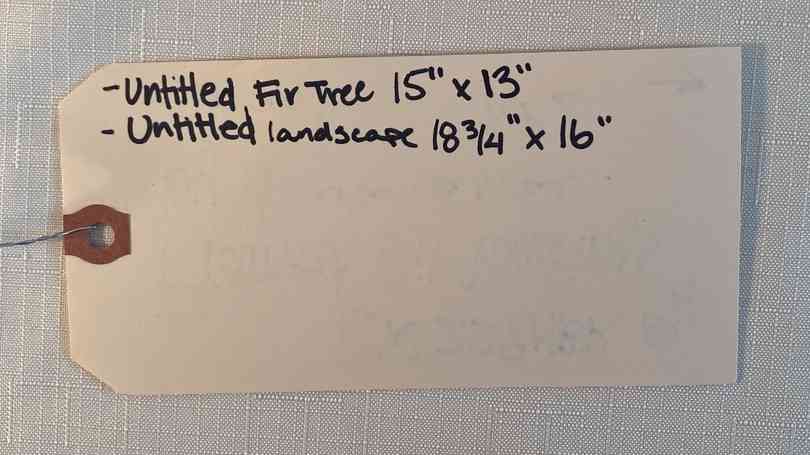 - Untitled, Fir Tree 15" x 13"
- Untitled landscape 18 3/4" x 16"